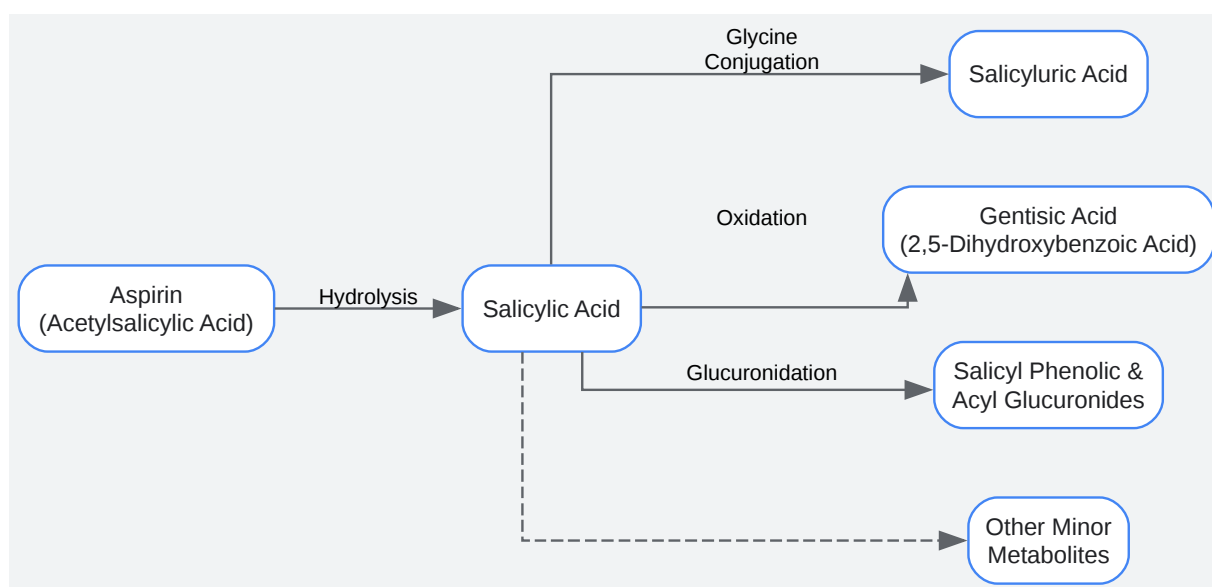 Glycine
Conjugation
Salicyluric Acid
Oxidation
Gentisic Acid
(2,5-Dihydroxybenzoic Acid)
Aspirin
(Acetylsalicylic Acid)
Hydrolysis
Salicylic Acid
Glucuronidation
Salicyl Phenolic &
Acyl Glucuronides
Other Minor
Metabolites